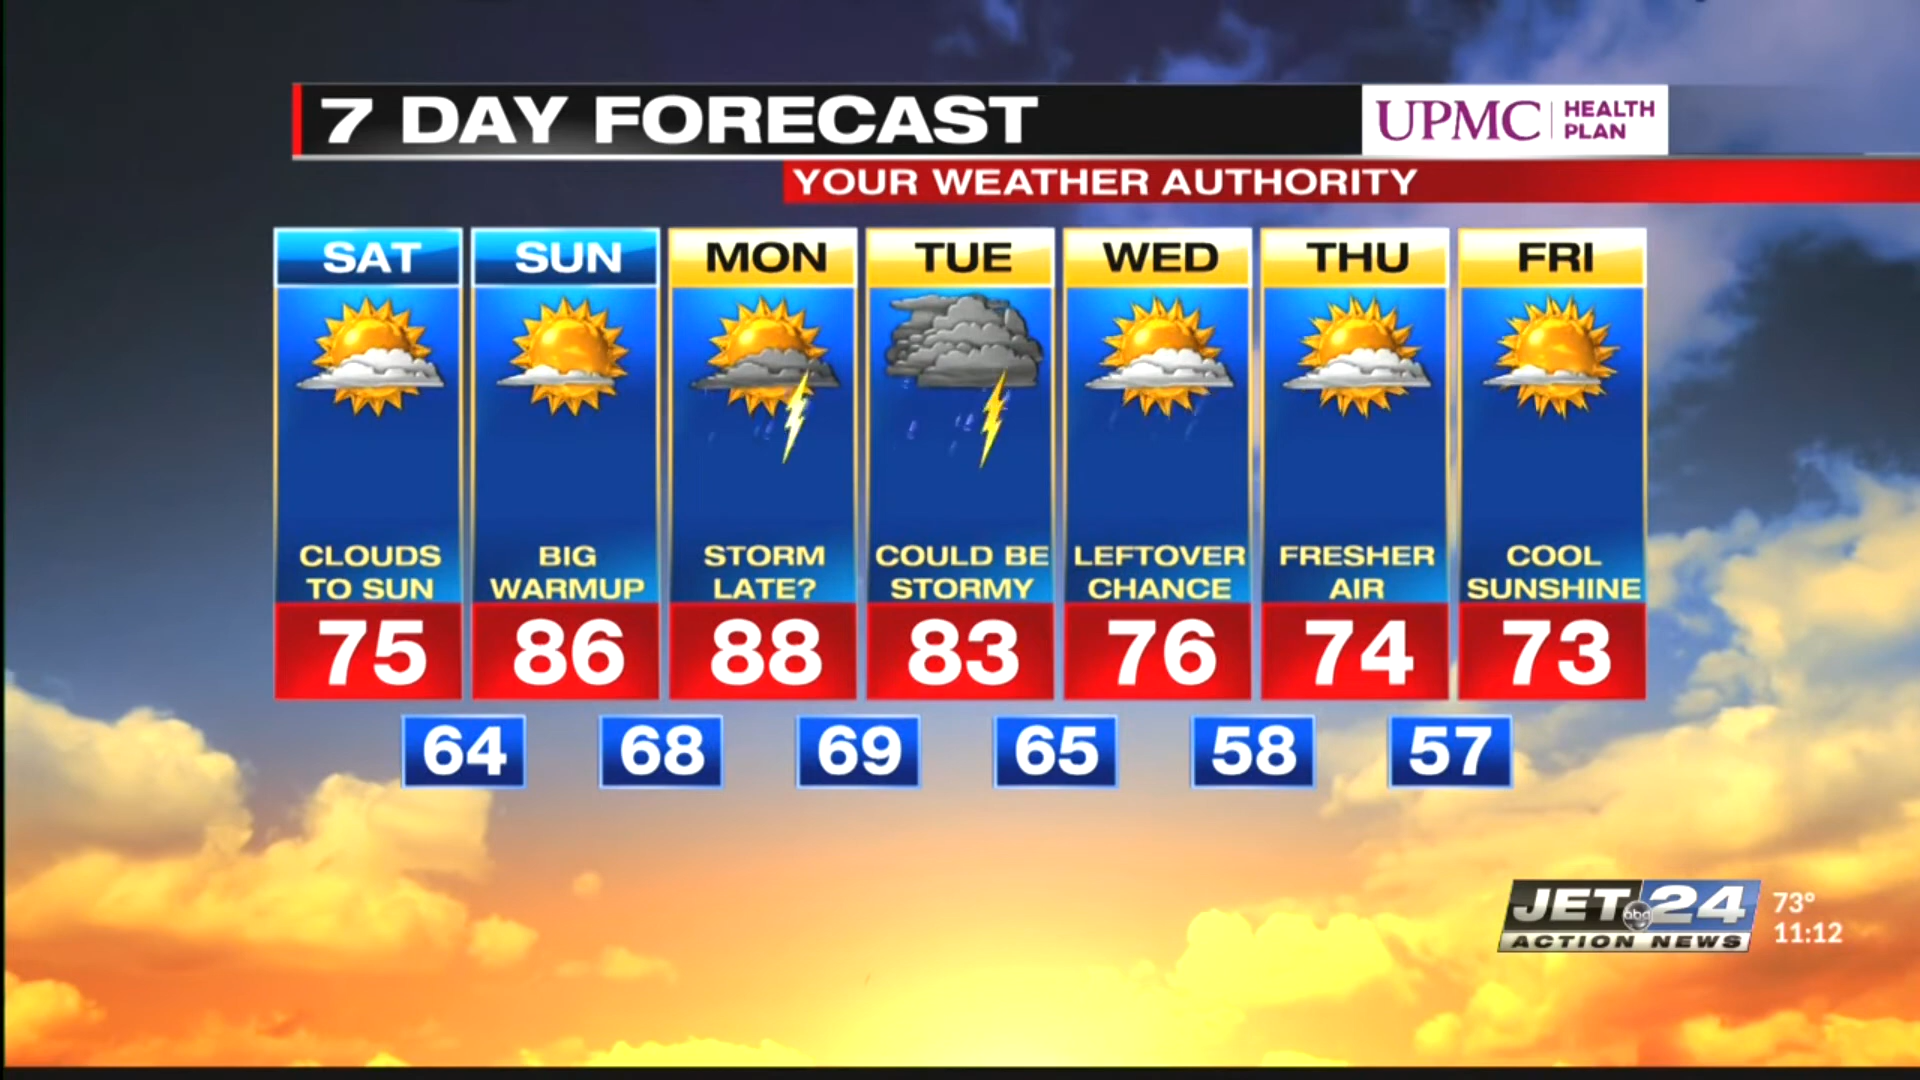 7 DAY FORECAST
UPMC HEALTH PLAN
YOUR WEATHER AUTHORITY
SAT SUN MON TUE WED THU FRI
CLOUDS TO SUN
BIG WARMUP
STORM LATE?
COULD BE STORMY
LEFTOVER CHANCE
FRESHER AIR
COOL SUNSHINE
75 86 88 83 76 74 73
64 68 69 65 58 57
JET abc 24
ACTION NEWS
73°
11:12